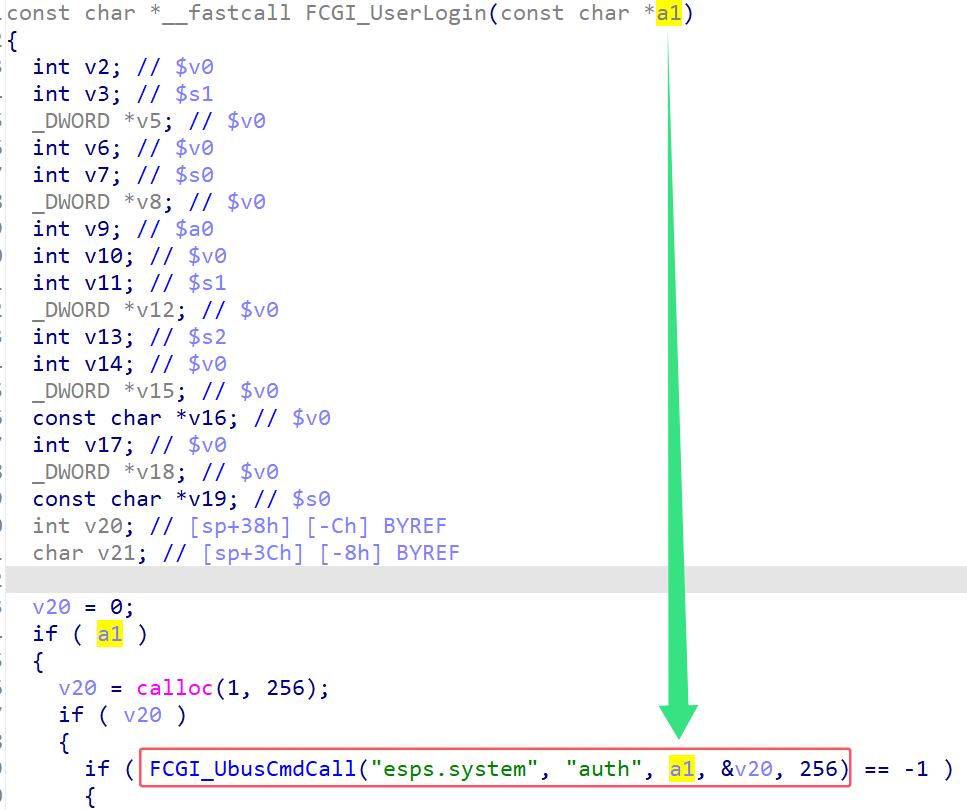 const char *__fastcall FCGI_UserLogin(const char *a1)
{
int v2; // $v0
int v3; // $s1
_DWORD *v5; // $v0
int v6; // $v0
int v7; // $s0
_DWORD *v8; // $v0
int v9; // $a0
int v10; // $v0
int v11; // $s1
_DWORD *v12; // $v0
int v13; // $s2
int v14; // $v0
_DWORD *v15; // $v0
const char *v16; // $v0
int v17; // $v0
_DWORD *v18; // $v0
const char *v19; // $s0
int v20; // [sp+38h] [-Ch] BYREF
char v21; // [sp+3Ch] [-8h] BYREF
v20 = 0;
if ( a1 )
{
v20 = calloc(1, 256);
if ( v20 )
{
if ( FCGI_UbusCmdCall("esps.system", "auth", a1, &v20, 256) == -1 )
{